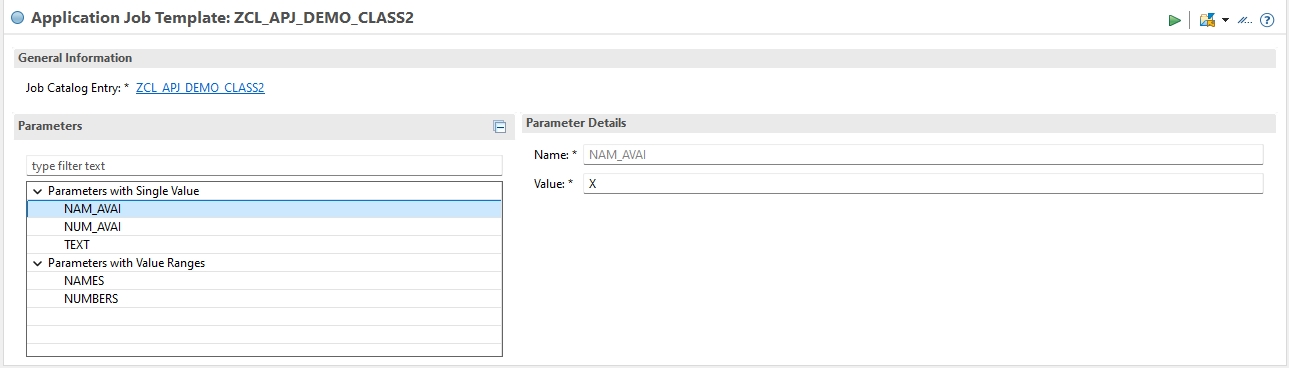 Application Job Template: ZCL_APJ_DEMO_CLASS2
General Information
Job Catalog Entry: * ZCL_APJ_DEMO_CLASS2
Parameters
type filter text
Parameters with Single Value
NAM_AVAI
NUM_AVAI
TEXT
Parameters with Value Ranges
NAMES
NUMBERS
Parameter Details
Name: * NAM_AVAI
Value: * X